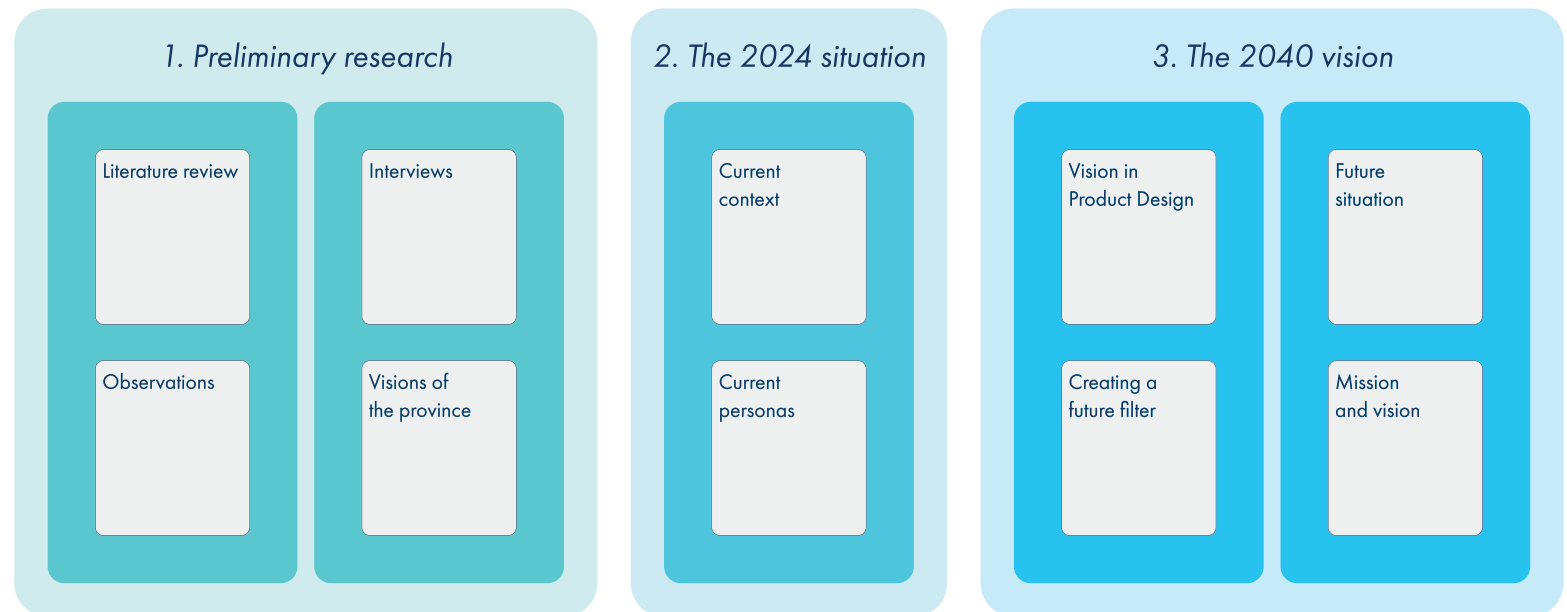 1. Preliminary research
Literature review
Observations
Interviews
Visions of
the province
2. The 2024 situation
Current
context
Current
personas
3. The 2040 vision
Vision in
Product Design
Creating a
future filter
Future
situation
Mission
and vision